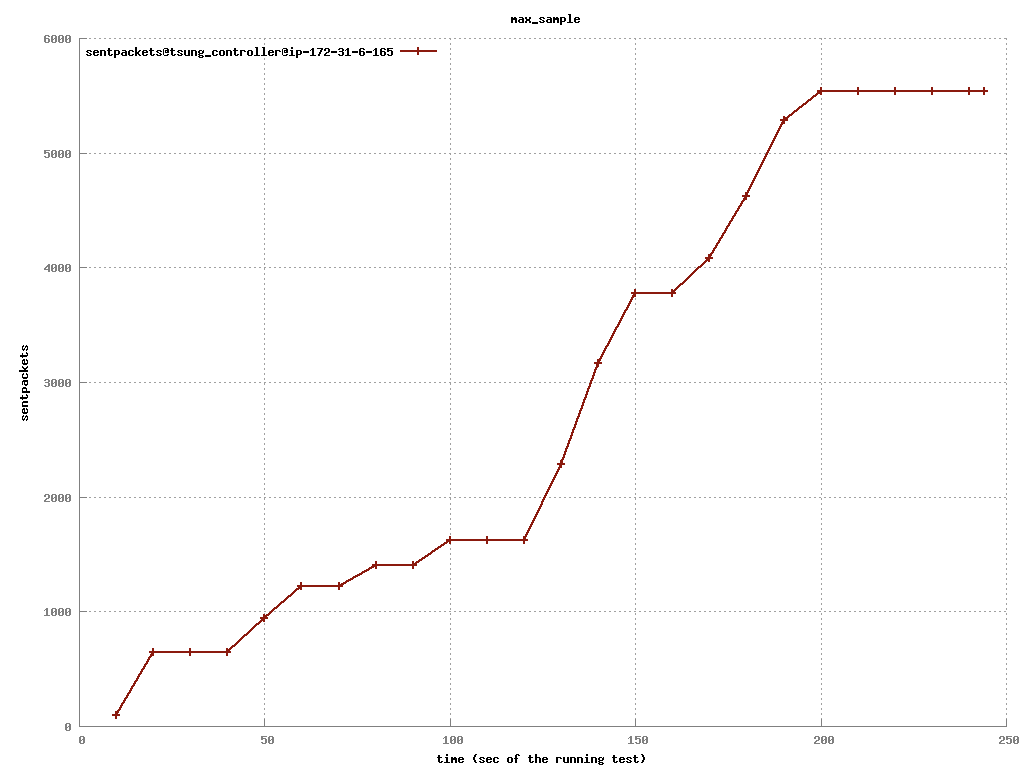 max_sample
6000
sentpackets@tsung_controller@ip-172-31-6-165
5000
4000
sentpackets
3000
2000
1000
0
0 50 100 150 200 250
time (sec of the running test)